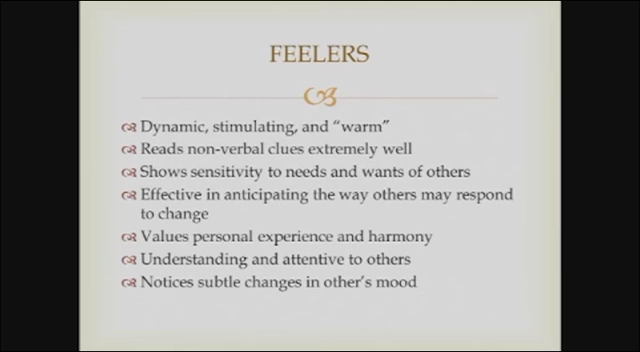 FEELERS
Dynamic, stimulating, and “warm”
Reads non-verbal clues extremely well
Shows sensitivity to needs and wants of others
Effective in anticipating the way others may respond
to change
Values personal experience and harmony
Understanding and attentive to others
Notices subtle changes in other’s mood